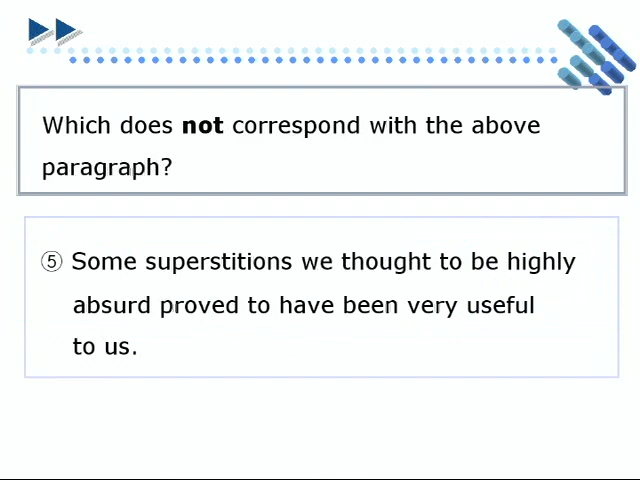 Which does not correspond with the above
paragraph?
⑤ Some superstitions we thought to be highly
absurd proved to have been very useful
to us.